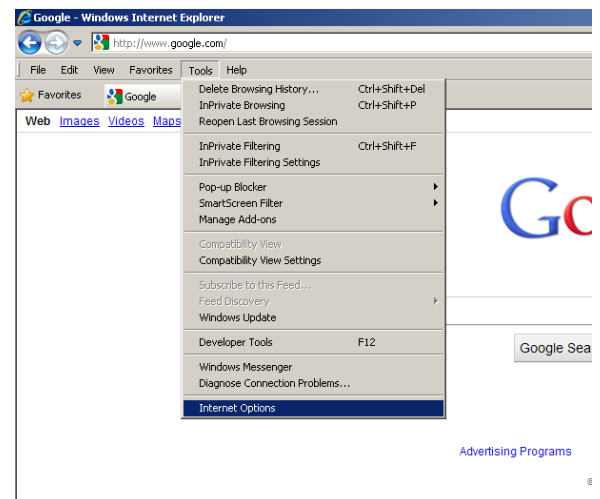 Google - Windows Internet Explorer
http://www.google.com/
File Edit View Favorites Tools Help
Favorites Google
Web Images Videos Maps
Delete Browsing History... Ctrl+Shift+Del
InPrivate Browsing Ctrl+Shift+P
Reopen Last Browsing Session
InPrivate Filtering Ctrl+Shift+F
InPrivate Filtering Settings
Pop-up Blocker
SmartScreen Filter
Manage Add-ons
Compatibility View
Compatibility View Settings
Subscribe to this Feed...
Feed Discovery
Windows Update
Developer Tools F12
Windows Messenger
Diagnose Connection Problems...
Internet Options
Go
Google Sea
Advertising Programs
©